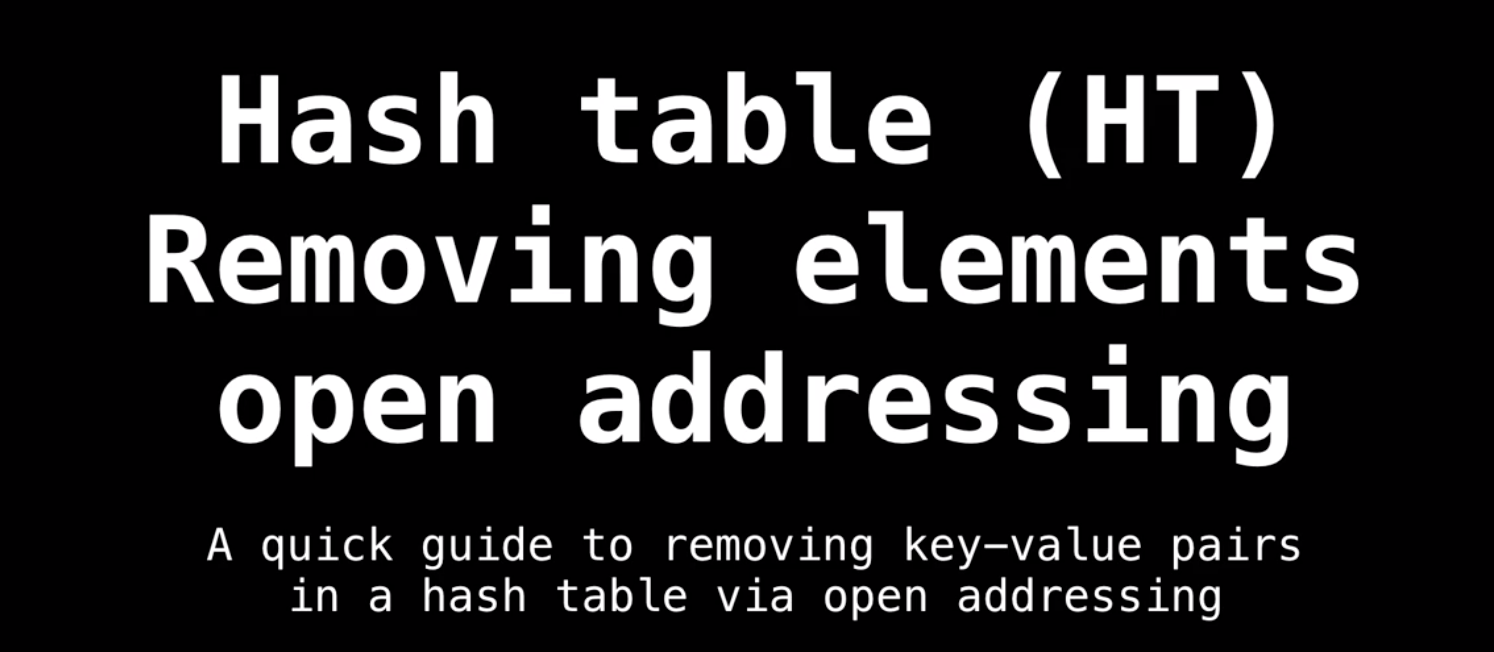 Hash table (HT)
Removing elements
open addressing
A quick guide to removing key-value pairs
in a hash table via open addressing